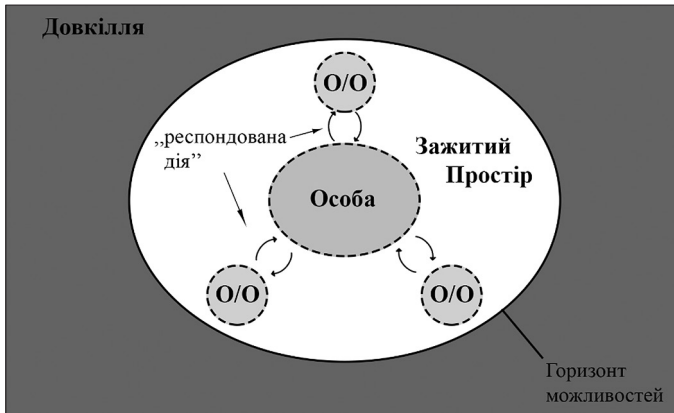 Довкілля
О/О
,,респондована
дія”
Зажитий
Простір
Особа
О/О
О/О
Горизонт
можливостей